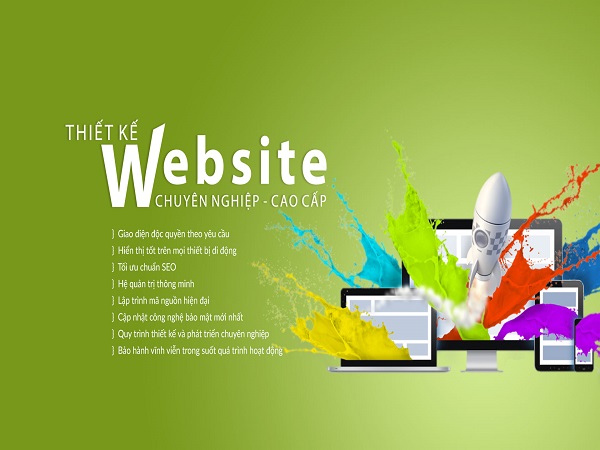 THIẾT KẾ
Website
CHUYÊN NGHIỆP - CAO CẤP
} Giao diện độc quyền theo yêu cầu
} Hiển thị tốt trên mọi thiết bị di động
} Tối ưu chuẩn SEO
} Hệ quản trị thông minh
} Lập trình mã nguồn hiện đại
} Cập nhật công nghệ bảo mật mới nhất
} Quy trình thiết kế và phát triển chuyên nghiệp
} Bảo hành vĩnh viễn trong suốt quá trình hoạt động